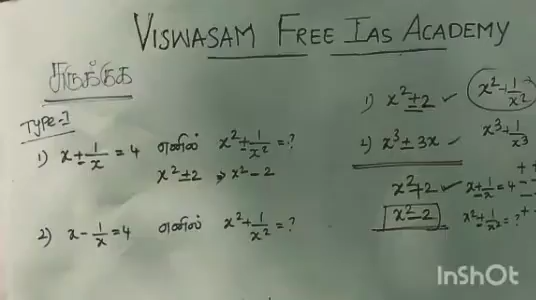 VISWASAM FREE IAS ACADEMY
சுருக்குக
TYPE-I
1) x + 1/x = 4 எனில் x² + 1/x² = ?
x² ± 2 → x² - 2
2) x - 1/x = 4 எனில் x² + 1/x² = ?
1) x² ± 2 ✓ x² + 1/x²
2) x³ ± 3x ✓ x³ + 1/x³
x² + 2 ✓ x + 1/x = 4
x² - 2 x² + 1/x² = ?
InShOt